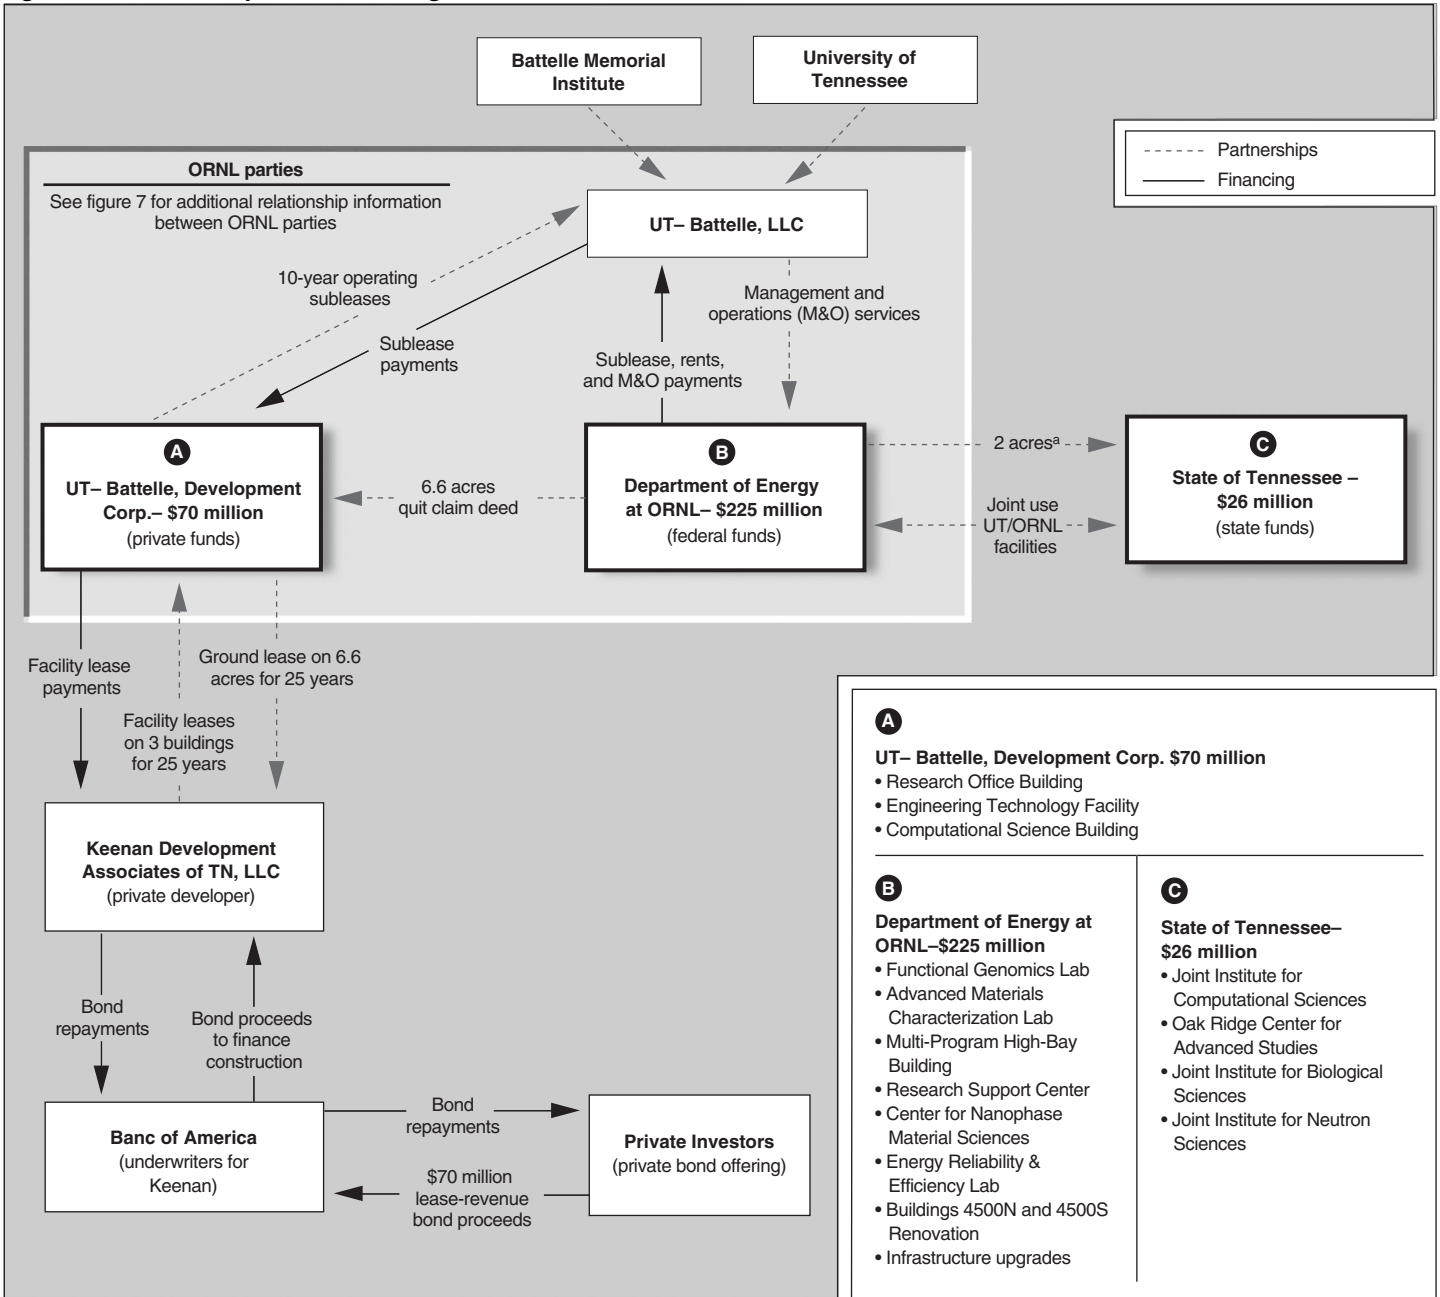 Battelle Memorial
Institute
University of
Tennessee
Partnerships
Financing
ORNL parties
See figure 7 for additional relationship information
between ORNL parties
UT– Battelle, LLC
10-year operating
subleases
Sublease
payments
Management and
operations (M&O) services
Sublease, rents,
and M&O payments
A
UT– Battelle, Development
Corp.– $70 million
(private funds)
6.6 acres
quit claim deed
B
Department of Energy
at ORNL– $225 million
(federal funds)
2 acresᵃ
Joint use
UT/ORNL
facilities
C
State of Tennessee –
$26 million
(state funds)
Facility lease
payments
Ground lease on 6.6
acres for 25 years
Facility leases
on 3 buildings
for 25 years
Keenan Development
Associates of TN, LLC
(private developer)
Bond
repayments
Bond proceeds
to finance
construction
Banc of America
(underwriters for
Keenan)
Bond
repayments
$70 million
lease-revenue
bond proceeds
Private Investors
(private bond offering)
A
UT– Battelle, Development Corp. $70 million
• Research Office Building
• Engineering Technology Facility
• Computational Science Building
B
Department of Energy at
ORNL–$225 million
• Functional Genomics Lab
• Advanced Materials
Characterization Lab
• Multi-Program High-Bay
Building
• Research Support Center
• Center for Nanophase
Material Sciences
• Energy Reliability &
Efficiency Lab
• Buildings 4500N and 4500S
Renovation
• Infrastructure upgrades
C
State of Tennessee–
$26 million
• Joint Institute for
Computational Sciences
• Oak Ridge Center for
Advanced Studies
• Joint Institute for Biological
Sciences
• Joint Institute for Neutron
Sciences